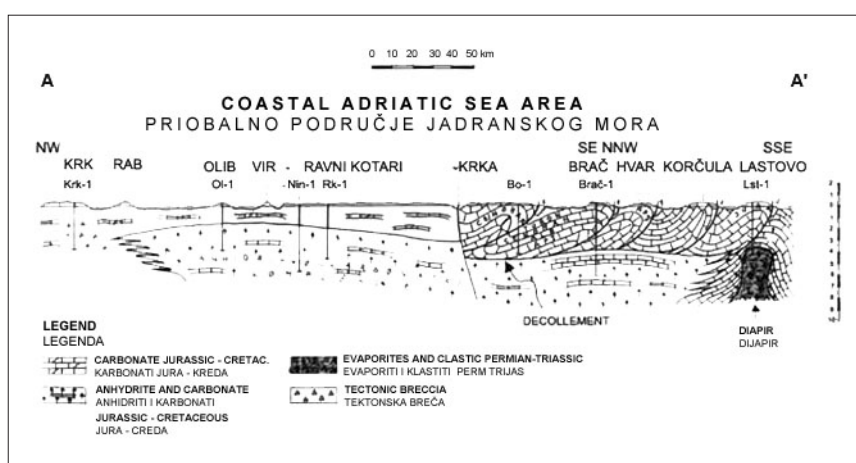 0 10 20 30 40 50 km
A A'
COASTAL ADRIATIC SEA AREA
PRIOBALNO PODRUČJE JADRANSKOG MORA
NW SE NNW SSE
KRK RAB OLIB VIR - RAVNI KOTARI -KRKA BRAČ HVAR KORČULA LASTOVO
Krk-1 Ol-1 Nin-1 Rk-1 Bo-1 Brač-1 Lst-1
DECOLLEMENT
DIAPIR
DIJAPIR
LEGEND
LEGENDA
CARBONATE JURASSIC - CRETAC.
KARBONATI JURA - KREDA
ANHYDRITE AND CARBONATE
ANHIDRITI I KARBONATI
JURASSIC - CRETACEOUS
JURA - CREDA
EVAPORITES AND CLASTIC PERMIAN-TRIASSIC
EVAPORITI I KLASTITI PERM TRIJAS
TECTONIC BRECCIA
TEKTONSKA BREČA